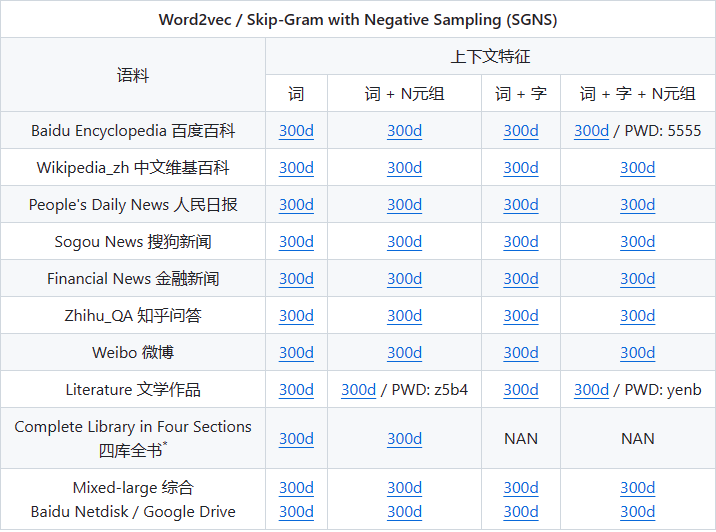 Word2vec / Skip-Gram with Negative Sampling (SGNS)
语料 上下文特征
词 词 + N元组 词 + 字 词 + 字 + N元组
Baidu Encyclopedia 百度百科 300d 300d 300d 300d / PWD: 5555
Wikipedia_zh 中文维基百科 300d 300d 300d 300d
People's Daily News 人民日报 300d 300d 300d 300d
Sogou News 搜狗新闻 300d 300d 300d 300d
Financial News 金融新闻 300d 300d 300d 300d
Zhihu_QA 知乎问答 300d 300d 300d 300d
Weibo 微博 300d 300d 300d 300d
Literature 文学作品 300d 300d / PWD: z5b4 300d 300d / PWD: yenb
Complete Library in Four Sections
四库全书* 300d 300d NAN NAN
Mixed-large 综合 300d 300d 300d 300d
Baidu Netdisk / Google Drive 300d 300d 300d 300d